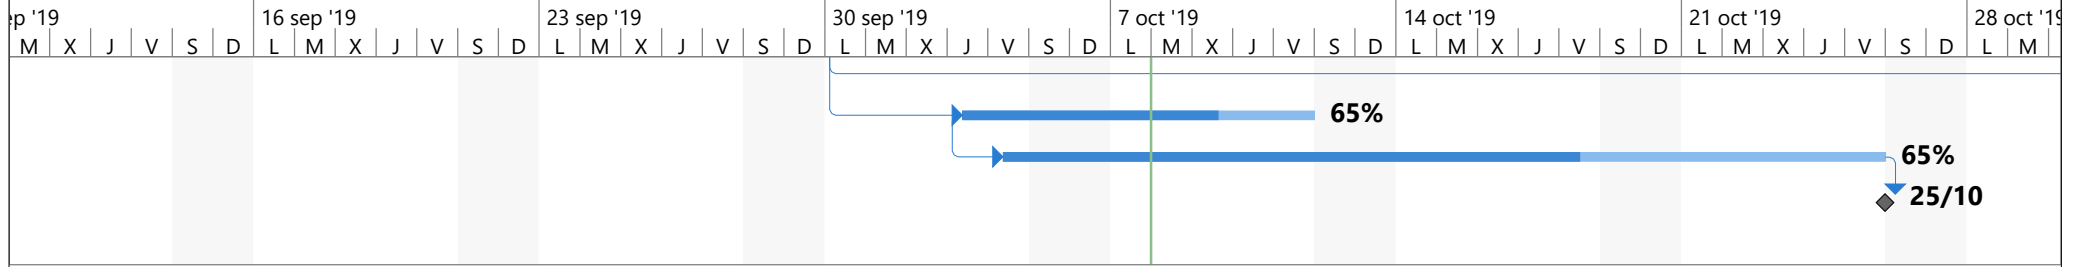 ep '19 16 sep '19 23 sep '19 30 sep '19 7 oct '19 14 oct '19 21 oct '19 28 oct '19
M X J V S D L M X J V S D L M X J V S D L M X J V S D L M X J V S D L M X J V S D L M X J V S D L M
65%
65%
25/10